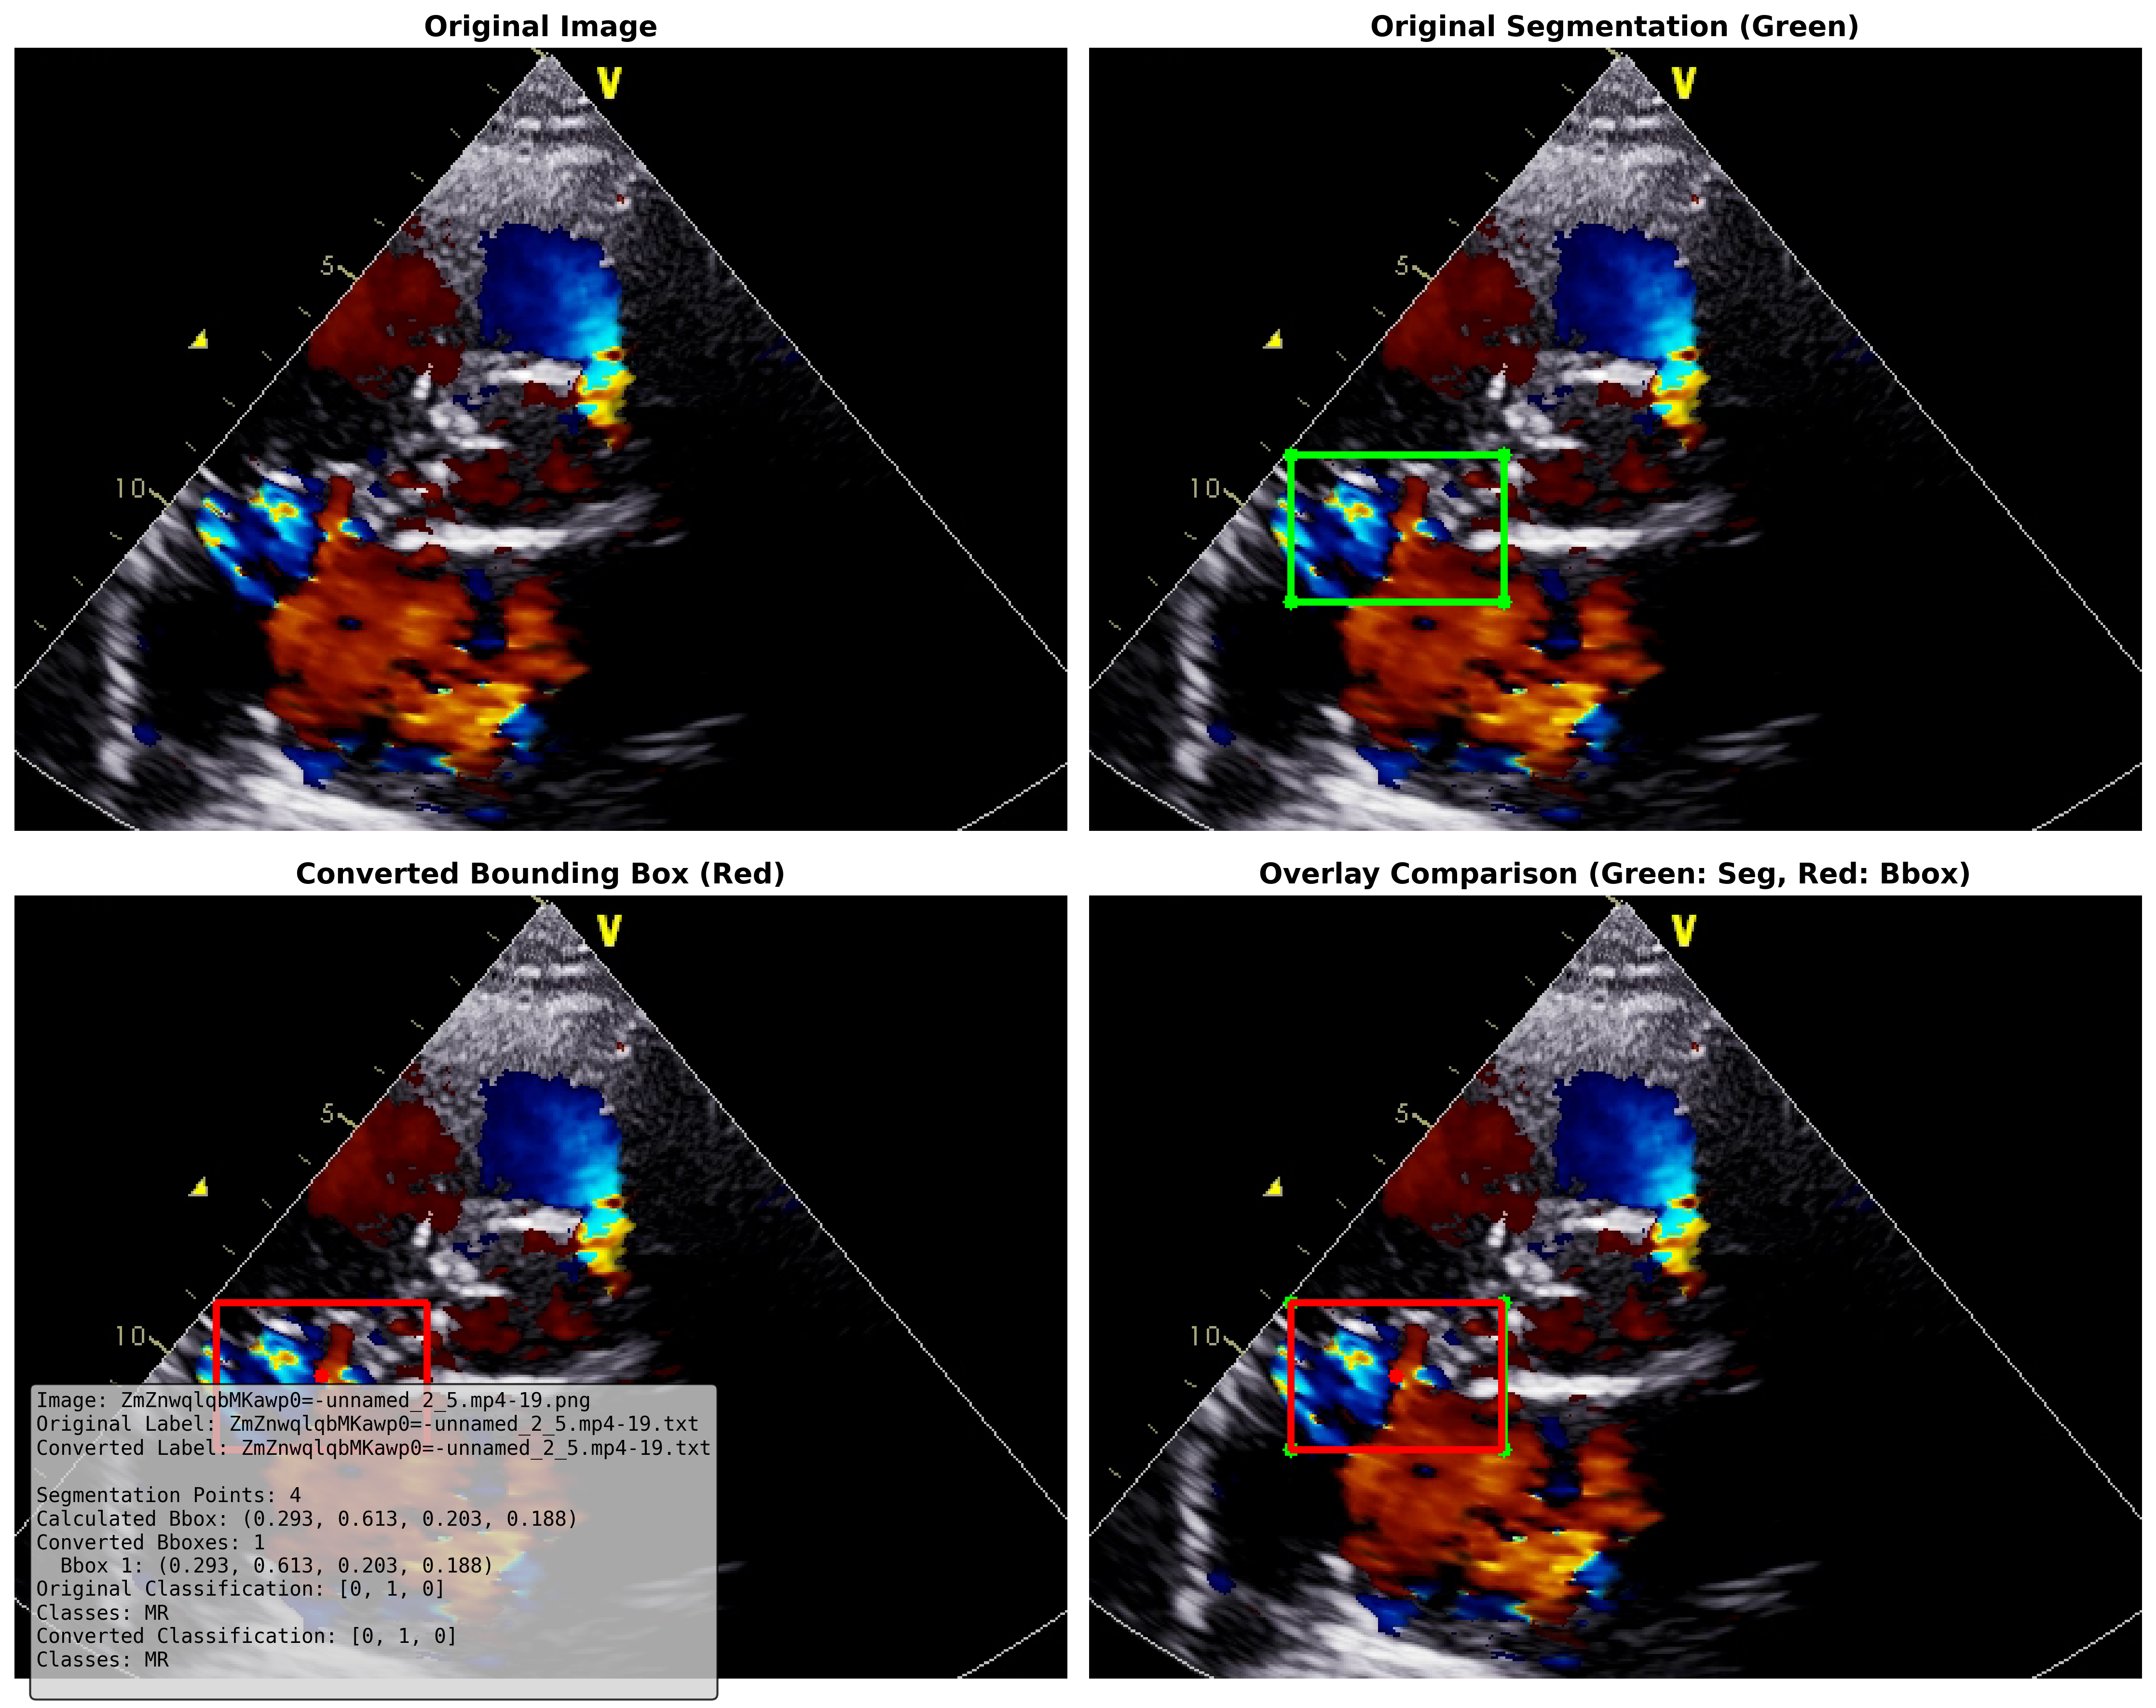 Original Image
Original Segmentation (Green)
V
5
10
V
5
10
Converted Bounding Box (Red)
Overlay Comparison (Green: Seg, Red: Bbox)
V
5
10
V
5
10
Image: ZmZnwqlqbMKawp0=-unnamed_2_5.mp4-19.png
Original Label: ZmZnwqlqbMKawp0=-unnamed_2_5.mp4-19.txt
Converted Label: ZmZnwqlqbMKawp0=-unnamed_2_5.mp4-19.txt
Segmentation Points: 4
Calculated Bbox: (0.293, 0.613, 0.203, 0.188)
Converted Bboxes: 1
Bbox 1: (0.293, 0.613, 0.203, 0.188)
Original Classification: [0, 1, 0]
Classes: MR
Converted Classification: [0, 1, 0]
Classes: MR